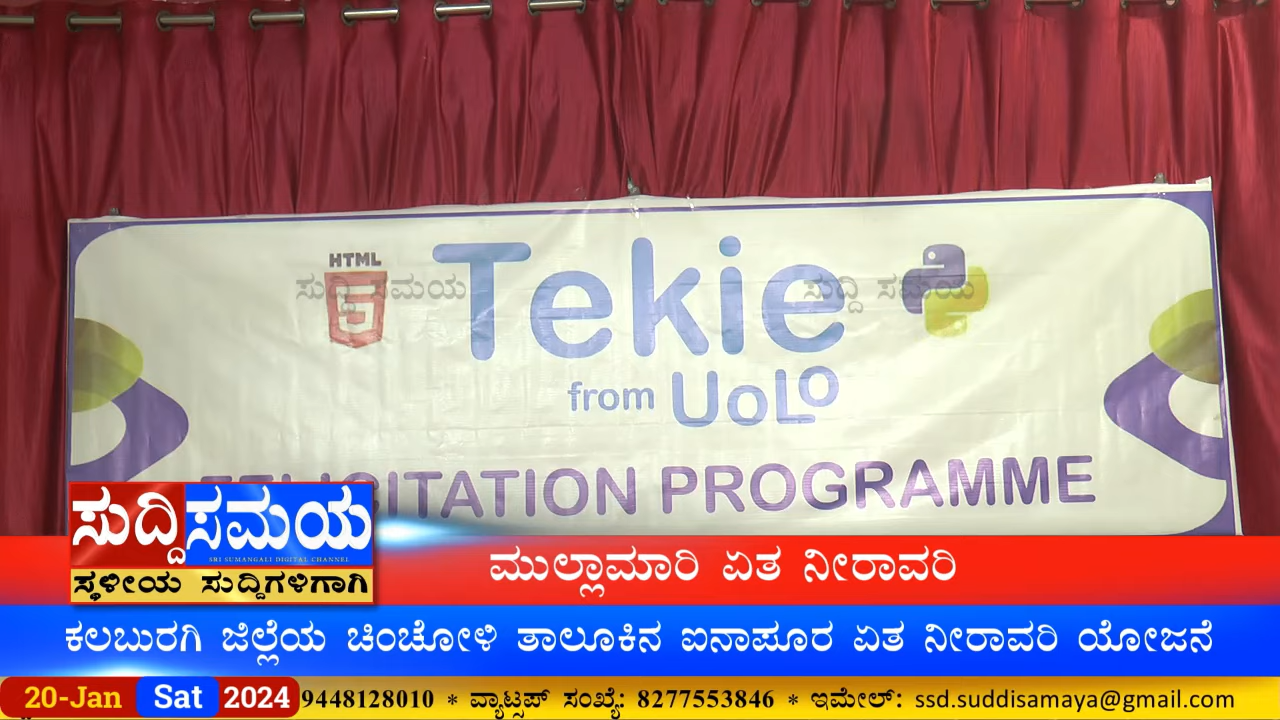 HTML
5
Tekie
ಸುದ್ದಿ ಸಮಯ ಸುದ್ದಿ ಸಮಯ
from UOLO
PROGRAMME
ಸುದ್ದಿಸಮಯ
SRI SUMANGALI DIGITAL CHANNEL
ಸ್ಥಳೀಯ ಸುದ್ದಿಗಳಿಗಾಗಿ
ಮುಲ್ಲಾಮಾರಿ ಏತ ನೀರಾವರಿ
ಕಲಬುರಗಿ ಜಿಲ್ಲೆಯ ಚಿಂಚೋಳಿ ತಾಲೂಕಿನ ಐನಾಪೂರ ಏತ ನೀರಾವರಿ ಯೋಜನೆ
20-Jan Sat 2024 9448128010 * ವ್ಯಾಟ್ಸಪ್ ಸಂಖ್ಯೆ: 8277553846 * ಇಮೇಲ್: ssd.suddisamaya@gmail.com